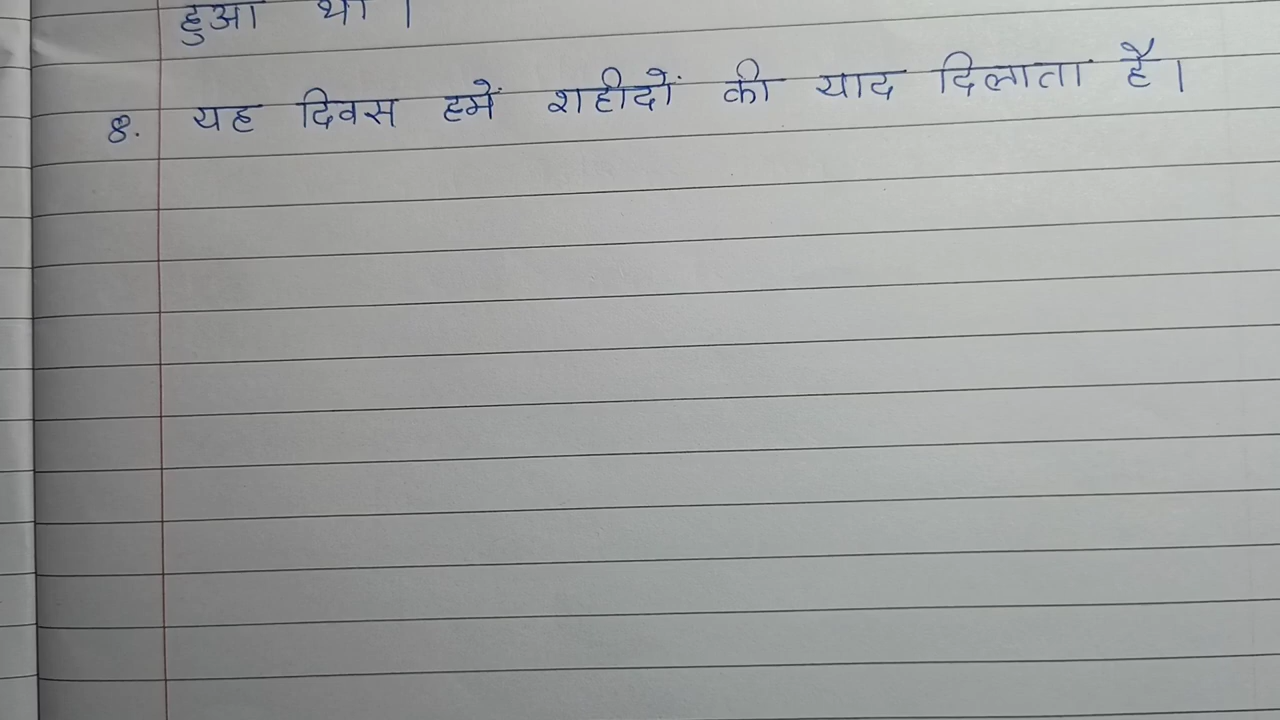 हुआ था।
8. यह दिवस हमें शहीदों की याद दिलाता है।